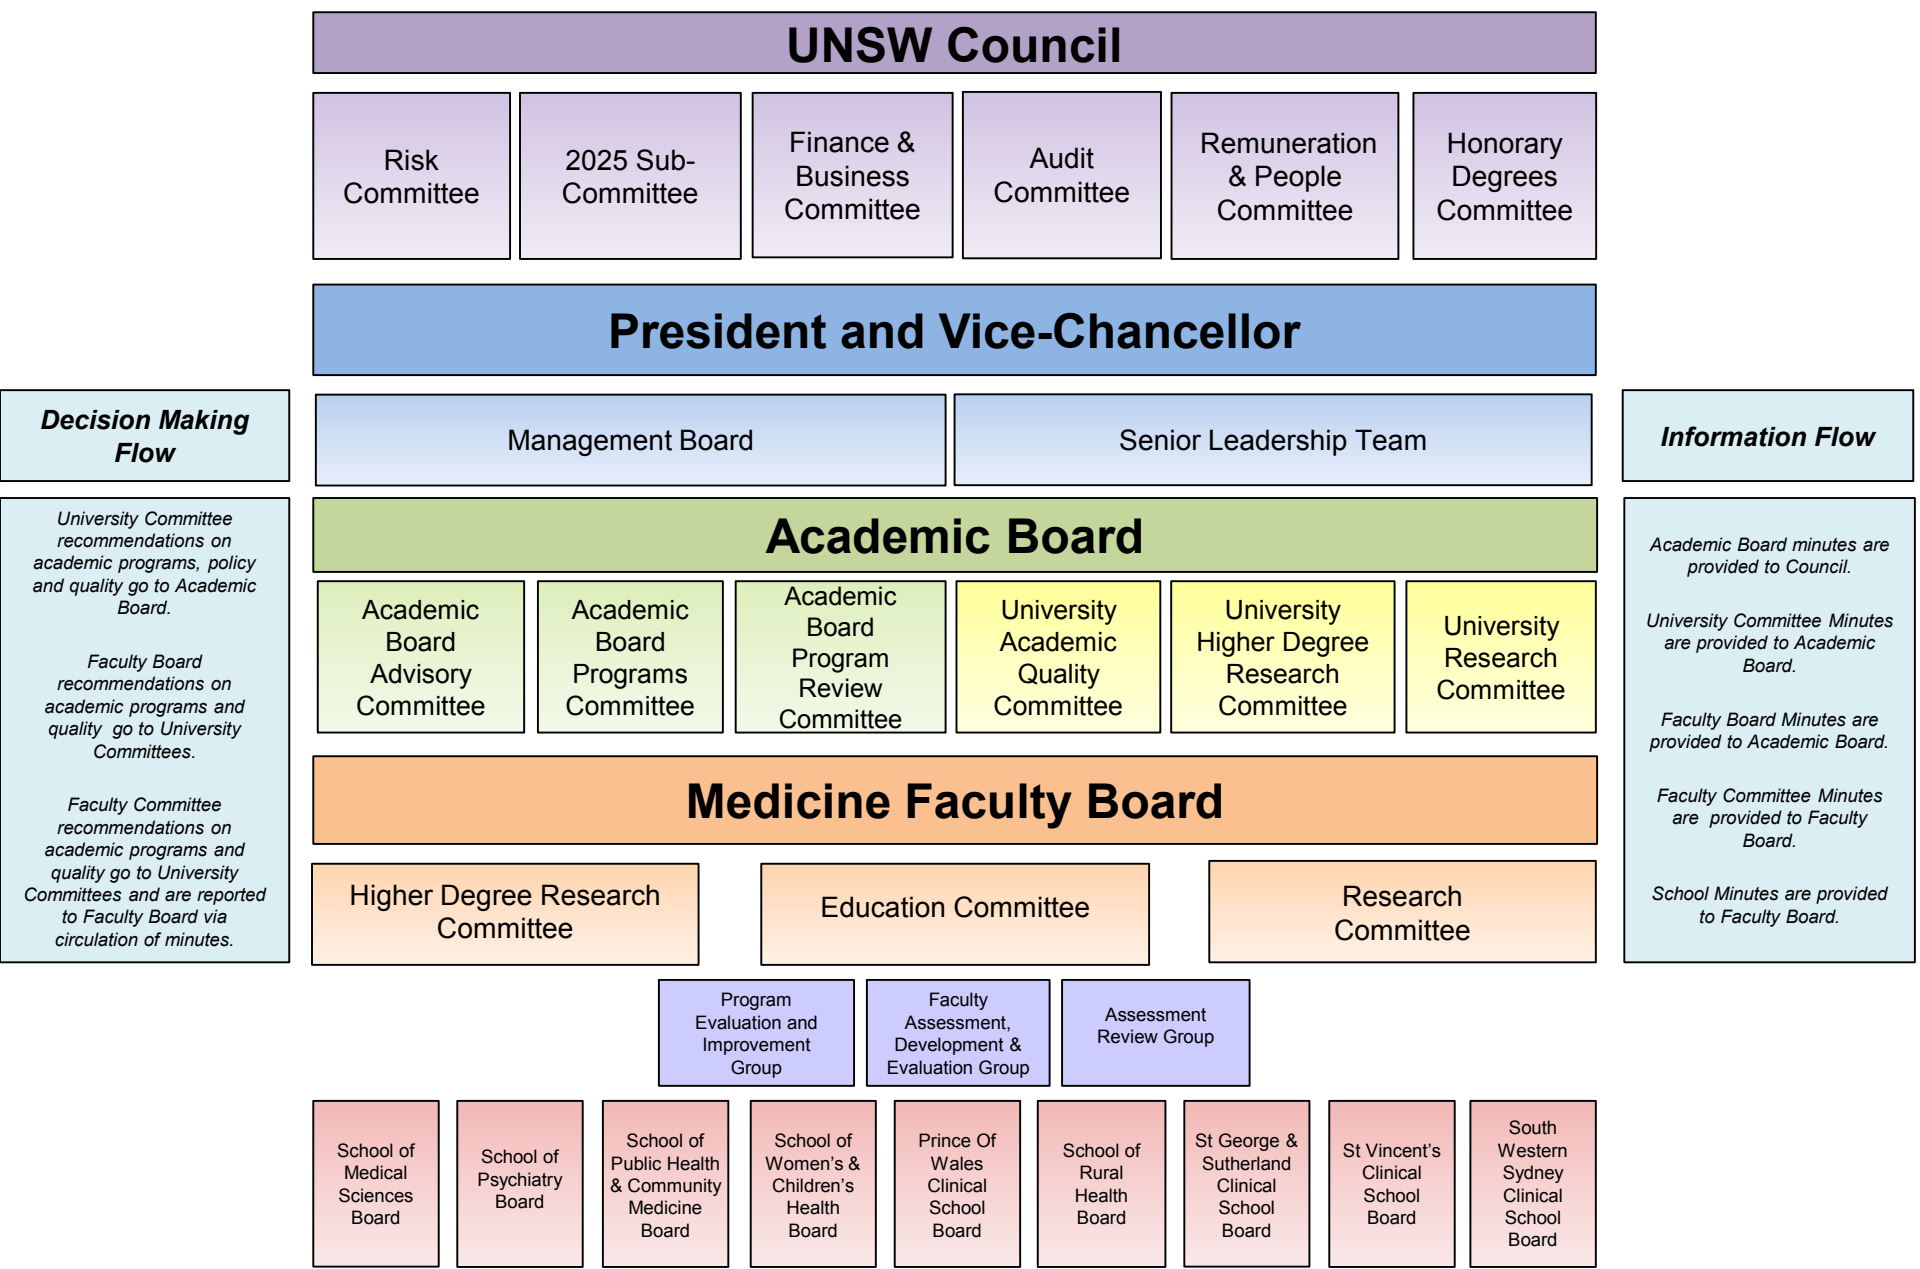 UNSW Council
Risk
Committee
2025 Sub-
Committee
Finance &
Business
Committee
Audit
Committee
Remuneration
& People
Committee
Honorary
Degrees
Committee
President and Vice-Chancellor
Decision Making
Flow
Management Board
Senior Leadership Team
Information Flow
University Committee
recommendations on
academic programs, policy
and quality go to Academic
Board.
Faculty Board
recommendations on
academic programs and
quality go to University
Committees.
Faculty Committee
recommendations on
academic programs and
quality go to University
Committees and are reported
to Faculty Board via
circulation of minutes.
Academic Board
Academic
Board
Advisory
Committee
Academic
Board
Programs
Committee
Academic
Board
Program
Review
Committee
University
Academic
Quality
Committee
University
Higher Degree
Research
Committee
University
Research
Committee
Medicine Faculty Board
Higher Degree Research
Committee
Education Committee
Research
Committee
Academic Board minutes are
provided to Council.
University Committee Minutes
are provided to Academic
Board.
Faculty Board Minutes are
provided to Academic Board.
Faculty Committee Minutes
are provided to Faculty
Board.
School Minutes are provided
to Faculty Board.
Program
Evaluation and
Improvement
Group
Faculty
Assessment,
Development &
Evaluation Group
Assessment
Review Group
School of
Medical
Sciences
Board
School of
Psychiatry
Board
School of
Public Health
& Community
Medicine
Board
School of
Women's &
Children's
Health
Board
Prince Of
Wales
Clinical
School
Board
School of
Rural
Health
Board
St George &
Sutherland
Clinical
School
Board
St Vincent's
Clinical
School
Board
South
Western
Sydney
Clinical
School
Board